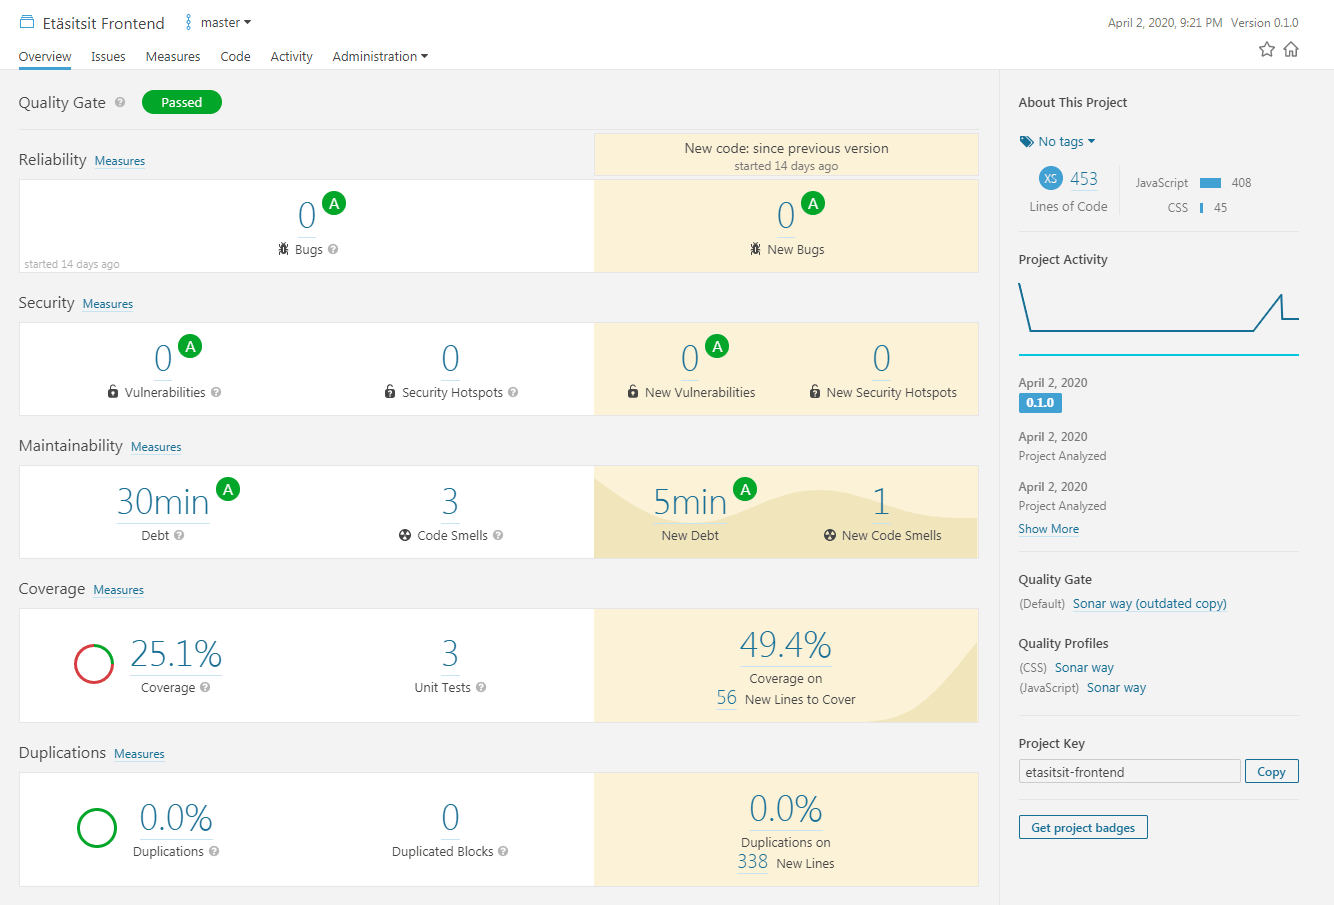 Etäsitsit Frontend master
April 2, 2020, 9:21 PM Version 0.1.0
Overview Issues Measures Code Activity Administration
Quality Gate ? Passed
Reliability Measures
New code: since previous version
started 14 days ago
0 A
Bugs ?
started 14 days ago
0 A
New Bugs
Security Measures
0 A
Vulnerabilities ?
0
Security Hotspots ?
0 A
New Vulnerabilities
0
New Security Hotspots
Maintainability Measures
30min A
Debt ?
3
Code Smells ?
5min A
New Debt
1
New Code Smells
Coverage Measures
25.1%
Coverage ?
3
Unit Tests ?
49.4%
Coverage on
56 New Lines to Cover
Duplications Measures
0.0%
Duplications ?
0
Duplicated Blocks ?
0.0%
Duplications on
338 New Lines
About This Project
No tags
XS 453
Lines of Code
JavaScript 408
CSS 45
Project Activity
April 2, 2020
0.1.0
April 2, 2020
Project Analyzed
April 2, 2020
Project Analyzed
Show More
Quality Gate
(Default) Sonar way (outdated copy)
Quality Profiles
(CSS) Sonar way
(JavaScript) Sonar way
Project Key
etasitsit-frontend Copy
Get project badges